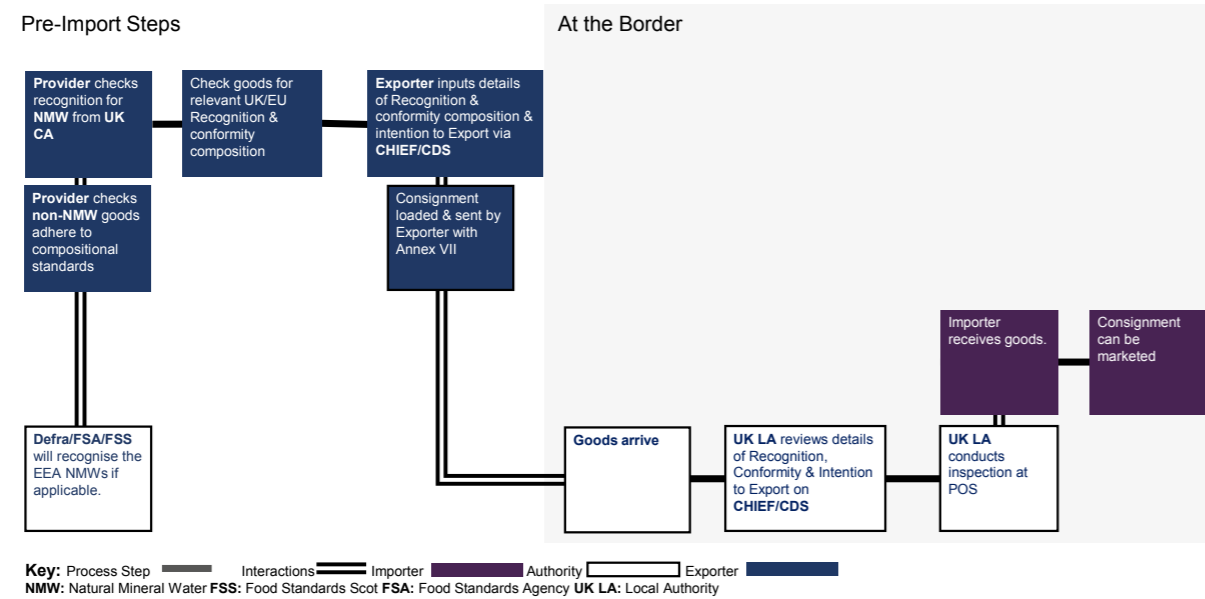 Pre-Import Steps
At the Border
Provider checks
recognition for
NMW from UK
CA
Check goods for
relevant UK/EU
Recognition &
conformity
composition
Exporter inputs details
of Recognition &
conformity composition &
intention to Export via
CHIEF/CDS
Provider checks
non-NMW goods
adhere to
compositional
standards
Consignment
loaded & sent by
Exporter with
Annex VII
Importer
receives goods.
Consignment
can be
marketed
Defra/FSA/FSS
will recognise the
EEA NMWs if
applicable.
Goods arrive
UK LA reviews details
of Recognition,
Conformity & Intention
to Export on
CHIEF/CDS
UK LA
conducts
inspection at
POS
Key: Process Step Interactions Importer Authority Exporter
NMW: Natural Mineral Water FSS: Food Standards Scot FSA: Food Standards Agency UK LA: Local Authority